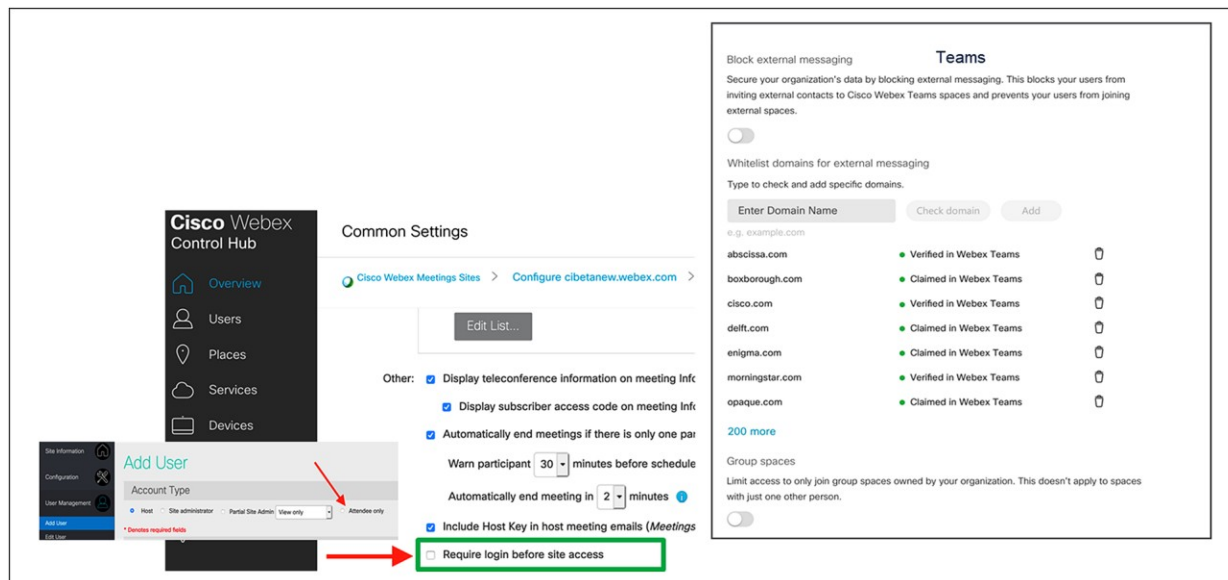 Cisco Webex
Control Hub
Overview
Users
Places
Services
Devices
Common Settings
Cisco Webex Meetings Sites > Configure cibetanew.webex.com >
Edit List...
Other: Display teleconference information on meeting Info
Display subscriber access code on meeting Info
Automatically end meetings if there is only one par
Warn participant 30 minutes before schedule
Automatically end meeting in 2 minutes
Include Host Key in host meeting emails (Meetings
Require login before site access
Site Information
Configuration
User Management
Add User
Edit User
Add User
Account Type
Host Site administrator Partial Site Admin View only Attendee only
* Denotes required fields
Teams
Block external messaging
Secure your organization's data by blocking external messaging. This blocks your users from
inviting external contacts to Cisco Webex Teams spaces and prevents your users from joining
external spaces.
Whitelist domains for external messaging
Type to check and add specific domains.
Enter Domain Name Check domain Add
e.g. example.com
abscissa.com Verified in Webex Teams
boxborough.com Claimed in Webex Teams
cisco.com Verified in Webex Teams
delft.com Claimed in Webex Teams
enigma.com Claimed in Webex Teams
morningstar.com Verified in Webex Teams
opaque.com Claimed in Webex Teams
200 more
Group spaces
Limit access to only join group spaces owned by your organization. This doesn't apply to spaces
with just one other person.